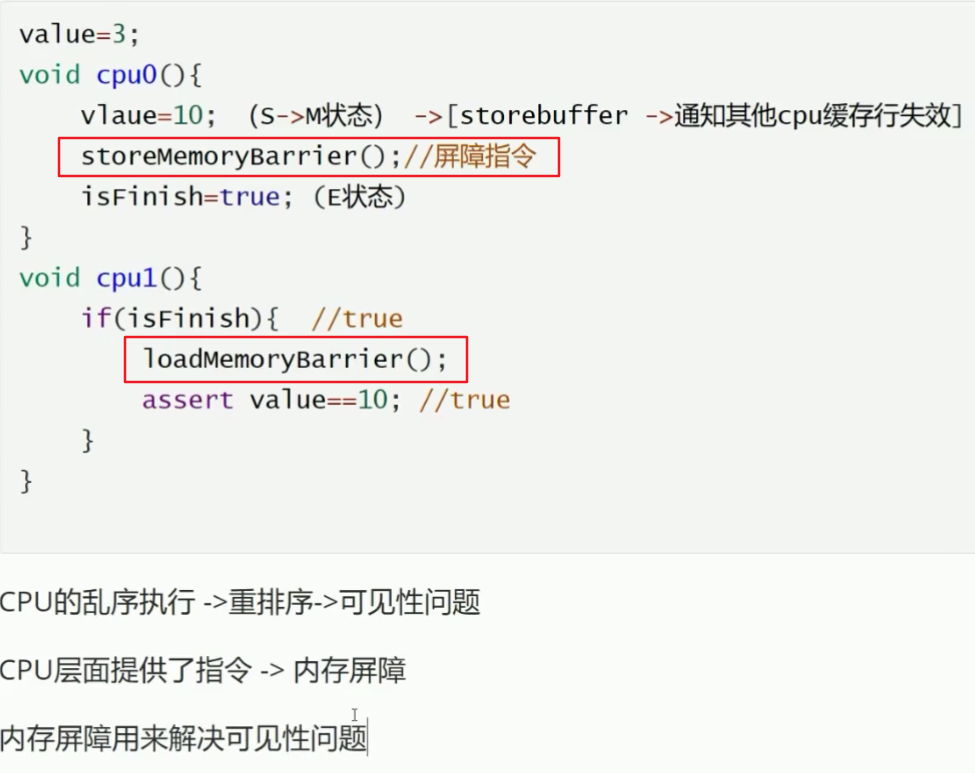 value=3;
void cpu0(){
vlaue=10; (S->M状态) ->[storebuffer ->通知其他cpu缓存行失效]
storeMemoryBarrier();//屏障指令
isFinish=true; (E状态)
}
void cpu1(){
if(isFinish){ //true
loadMemoryBarrier();
assert value==10; //true
}
}
CPU的乱序执行 ->重排序->可见性问题
CPU层面提供了指令 -> 内存屏障
内存屏障用来解决可见性问题